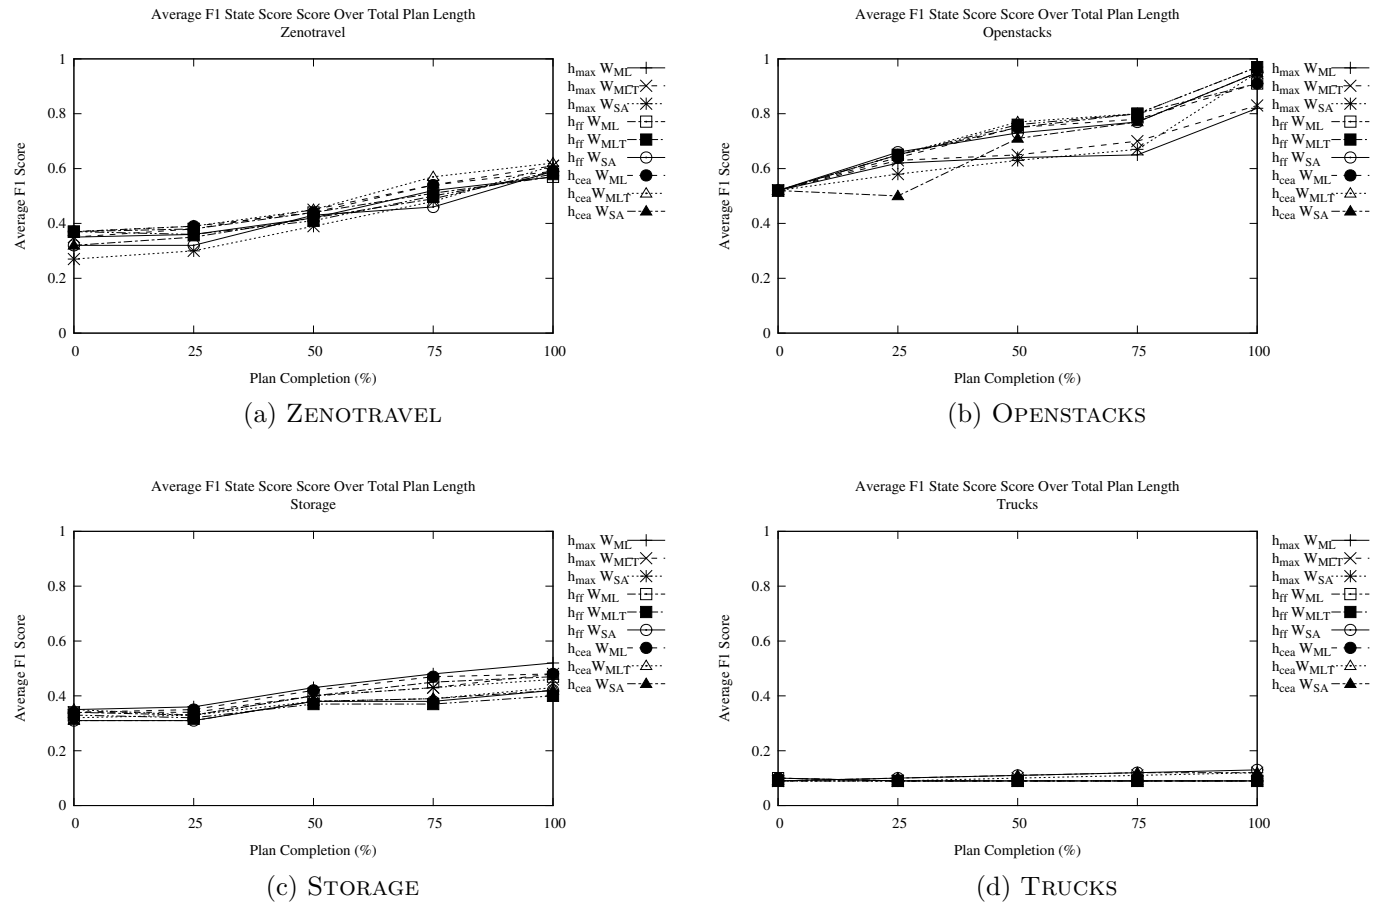 Average F1 State Score Score Over Total Plan Length
Zenotravel
Average F1 Score
1
0.8
0.6
0.4
0.2
0
0 25 50 75 100
Plan Completion (%)
h_max W_ML
h_max W_MLT
h_max W_SA
h_ff W_ML
h_ff W_MLT
h_ff W_SA
h_cea W_ML
h_cea W_MLT
h_cea W_SA
(a) ZENOTRAVEL
Average F1 State Score Score Over Total Plan Length
Openstacks
Average F1 Score
1
0.8
0.6
0.4
0.2
0
0 25 50 75 100
Plan Completion (%)
h_max W_ML
h_max W_MLT
h_max W_SA
h_ff W_ML
h_ff W_MLT
h_ff W_SA
h_cea W_ML
h_cea W_MLT
h_cea W_SA
(b) OPENSTACKS
Average F1 State Score Score Over Total Plan Length
Storage
Average F1 Score
1
0.8
0.6
0.4
0.2
0
0 25 50 75 100
Plan Completion (%)
h_max W_ML
h_max W_MLT
h_max W_SA
h_ff W_ML
h_ff W_MLT
h_ff W_SA
h_cea W_ML
h_cea W_MLT
h_cea W_SA
(c) STORAGE
Average F1 State Score Score Over Total Plan Length
Trucks
Average F1 Score
1
0.8
0.6
0.4
0.2
0
0 25 50 75 100
Plan Completion (%)
h_max W_ML
h_max W_MLT
h_max W_SA
h_ff W_ML
h_ff W_MLT
h_ff W_SA
h_cea W_ML
h_cea W_MLT
h_cea W_SA
(d) TRUCKS